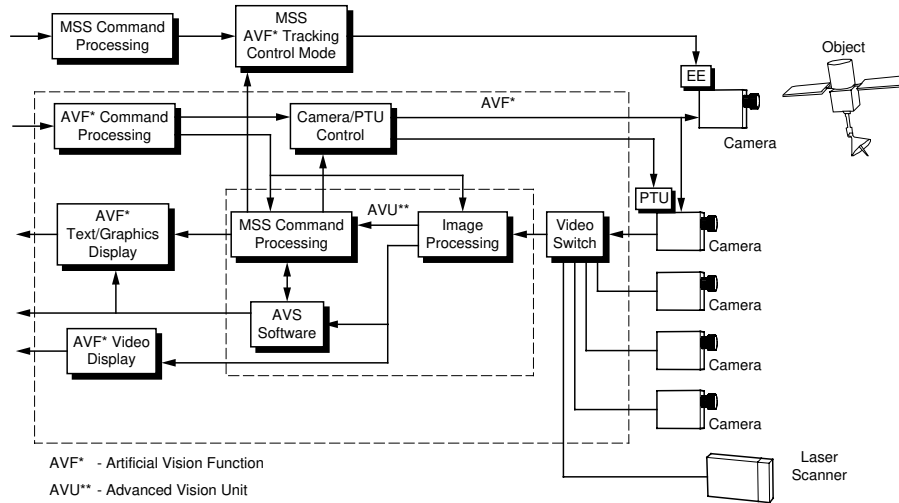 MSS Command
Processing
MSS
AVF* Tracking
Control Mode
EE
Object
Camera
AVF* Command
Processing
Camera/PTU
Control
AVF*
PTU
Camera
AVF*
Text/Graphics
Display
MSS Command
Processing
AVU**
Image
Processing
Video
Switch
Camera
AVS
Software
AVF* Video
Display
Camera
Camera
AVF* - Artificial Vision Function
AVU** - Advanced Vision Unit
Laser
Scanner